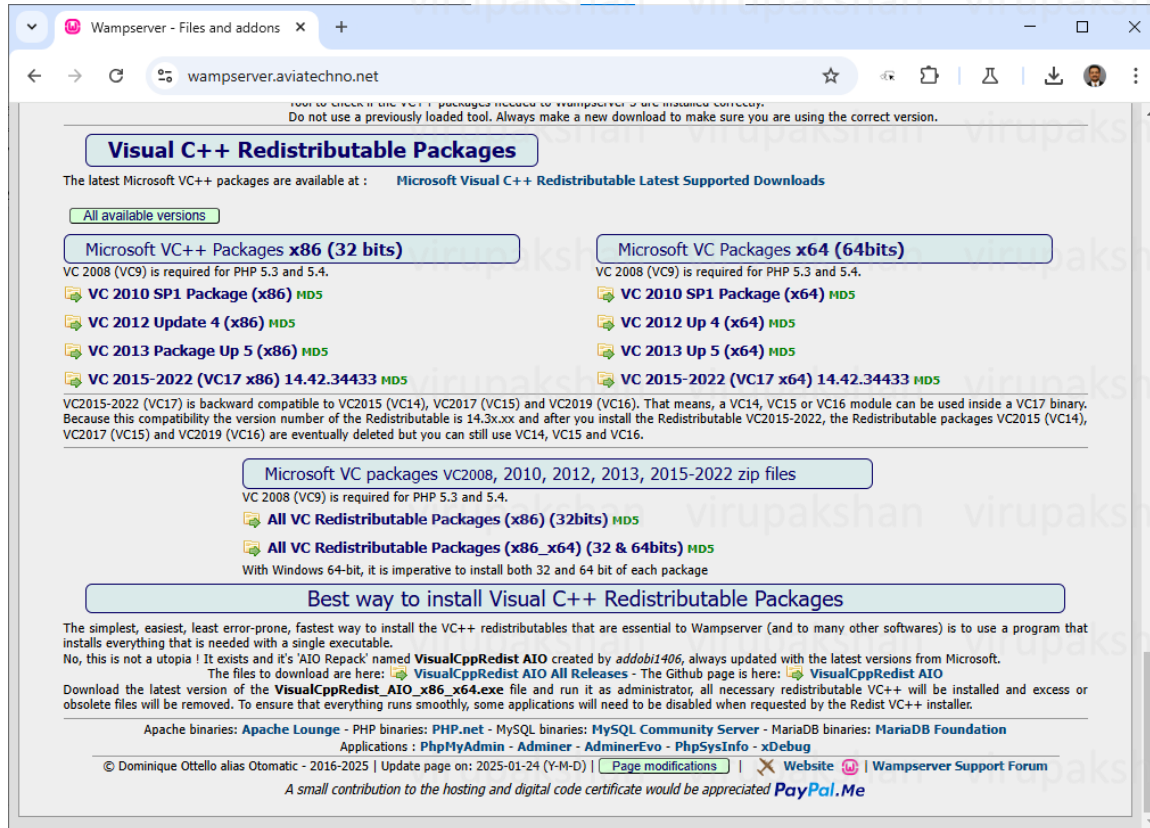 Wampserver - Files and addons
wampserver.aviatechno.net
Tool to check if the VC++ packages needed to Wampserver 3 are installed correctly.
Do not use a previously loaded tool. Always make a new download to make sure you are using the correct version.
Visual C++ Redistributable Packages
The latest Microsoft VC++ packages are available at : Microsoft Visual C++ Redistributable Latest Supported Downloads
All available versions
Microsoft VC++ Packages x86 (32 bits)
VC 2008 (VC9) is required for PHP 5.3 and 5.4.
VC 2010 SP1 Package (x86) MD5
VC 2012 Update 4 (x86) MD5
VC 2013 Package Up 5 (x86) MD5
VC 2015-2022 (VC17 x86) 14.42.34433 MD5
Microsoft VC Packages x64 (64bits)
VC 2008 (VC9) is required for PHP 5.3 and 5.4.
VC 2010 SP1 Package (x64) MD5
VC 2012 Up 4 (x64) MD5
VC 2013 Up 5 (x64) MD5
VC 2015-2022 (VC17 x64) 14.42.34433 MD5
VC2015-2022 (VC17) is backward compatible to VC2015 (VC14), VC2017 (VC15) and VC2019 (VC16). That means, a VC14, VC15 or VC16 module can be used inside a VC17 binary.
Because this compatibility the version number of the Redistributable is 14.3x.xx and after you install the Redistributable VC2015-2022, the Redistributable packages VC2015 (VC14),
VC2017 (VC15) and VC2019 (VC16) are eventually deleted but you can still use VC14, VC15 and VC16.
Microsoft VC packages VC2008, 2010, 2012, 2013, 2015-2022 zip files
VC 2008 (VC9) is required for PHP 5.3 and 5.4.
All VC Redistributable Packages (x86) (32bits) MD5
All VC Redistributable Packages (x86_x64) (32 & 64bits) MD5
With Windows 64-bit, it is imperative to install both 32 and 64 bit of each package
Best way to install Visual C++ Redistributable Packages
The simplest, easiest, least error-prone, fastest way to install the VC++ redistributables that are essential to Wampserver (and to many other softwares) is to use a program that
installs everything that is needed with a single executable.
No, this is not a utopia ! It exists and it's 'AIO Repack' named VisualCppRedist AIO created by addobi1406, always updated with the latest versions from Microsoft.
The files to download are here: VisualCppRedist AIO All Releases - The Github page is here: VisualCppRedist AIO
Download the latest version of the VisualCppRedist_AIO_x86_x64.exe file and run it as administrator, all necessary redistributable VC++ will be installed and excess or
obsolete files will be removed. To ensure that everything runs smoothly, some applications will need to be disabled when requested by the Redist VC++ installer.
Apache binaries: Apache Lounge - PHP binaries: PHP.net - MySQL binaries: MySQL Community Server - MariaDB binaries: MariaDB Foundation
Applications : PhpMyAdmin - Adminer - AdminerEvo - PhpSysInfo - xDebug
© Dominique Ottello alias Otomatic - 2016-2025 | Update page on: 2025-01-24 (Y-M-D) | Page modifications | Website | Wampserver Support Forum
A small contribution to the hosting and digital code certificate would be appreciated PayPal.Me
virupakshan